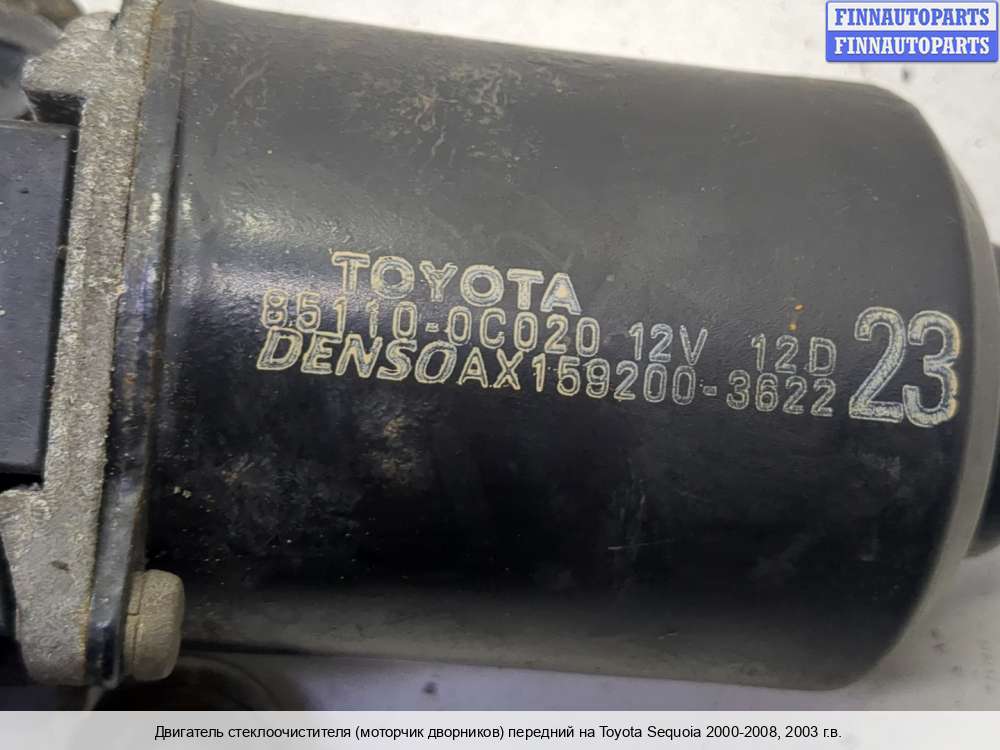 FINNAUTOPARTS
FINNAUTOPARTS
TOYOTA
85110-0C020 12V 12D
DENSO AX159200-3622 23
Двигатель стеклоочистителя (моторчик дворников) передний на Toyota Sequoia 2000-2008, 2003 г.в.